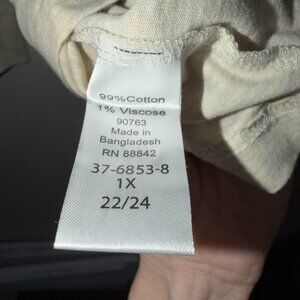 99%Cotton
1% Viscose
90763
Made in
Bangladesh
RN 88842
37-6853-8
1X
22/24